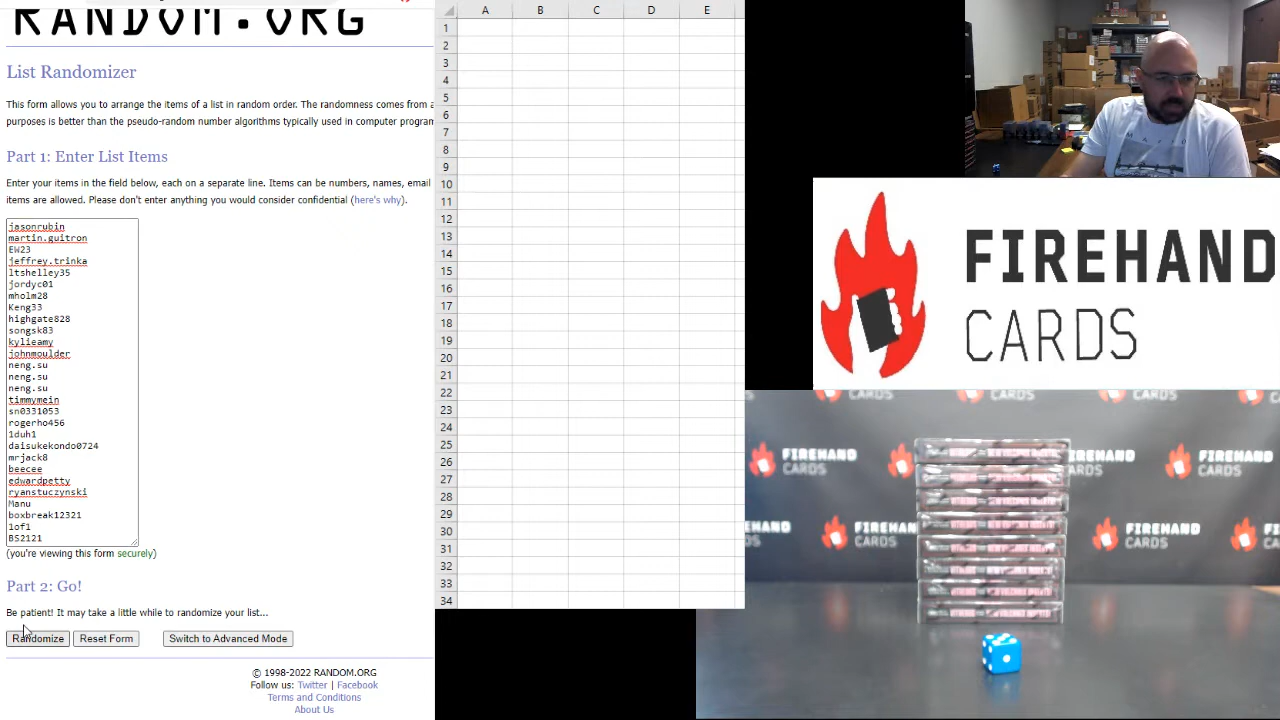 RANDOM.ORG
List Randomizer
This form allows you to arrange the items of a list in random order. The randomness comes from a
purposes is better than the pseudo-random number algorithms typically used in computer program
Part 1: Enter List Items
Enter your items in the field below, each on a separate line. Items can be numbers, names, email
items are allowed. Please don't enter anything you would consider confidential (here's why).
jasonrubin
martin.guitron
EW23
jeffrey.trinka
ltshelley35
jordyc01
mholm28
Keng33
highgate828
songsk83
kylieamy
johnmoulder
neng.su
neng.su
neng.su
timmymein
sn0331053
rogerho456
1duh1
daisukekondo0724
mrjack8
beecee
edwardpetty
ryanstuczynski
Manu
boxbreak12321
1of1
BS2121
(you're viewing this form securely)
Part 2: Go!
Be patient! It may take a little while to randomize your list...
Randomize Reset Form Switch to Advanced Mode
© 1998-2022 RANDOM.ORG
Follow us: Twitter | Facebook
Terms and Conditions
About Us
A B C D E
1
2
3
4
5
6
7
8
9
10
11
12
13
14
15
16
17
18
19
20
21
22
23
24
25
26
27
28
29
30
31
32
33
34
FIREHAND
CARDS
FIREHAND
CARDS
FIREHAND
CARDS
FIREHAND
CARDS
FIREHAND
CARDS